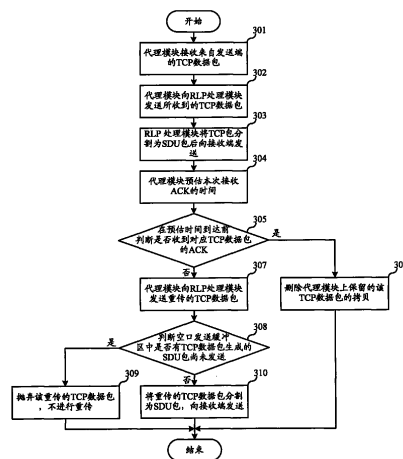 开始
301
代理模块接收来自发送端
的TCP数据包
302
代理模块向RLP处理模块
发送所收到的TCP数据包
303
RLP 处理模块将TCP包分
割为SDU包后向接收端发
送
304
代理模块预估本次接收
ACK的时间
305
在预估时间到达前
判断是否收到对应TCP数据包
的ACK
是
否
307
代理模块向RLP处理模块
发送重传的TCP数据包
30
删除代理模块上保留的该
TCP数据包的拷贝
308
判断空口发送缓冲
区中是否有TCP数据包生成的
SDU包尚未发送
是
否
309
抛弃该重传的TCP数据包
，不进行重传
310
将重传的TCP数据包分割
为SDU包，向接收端发送
结束